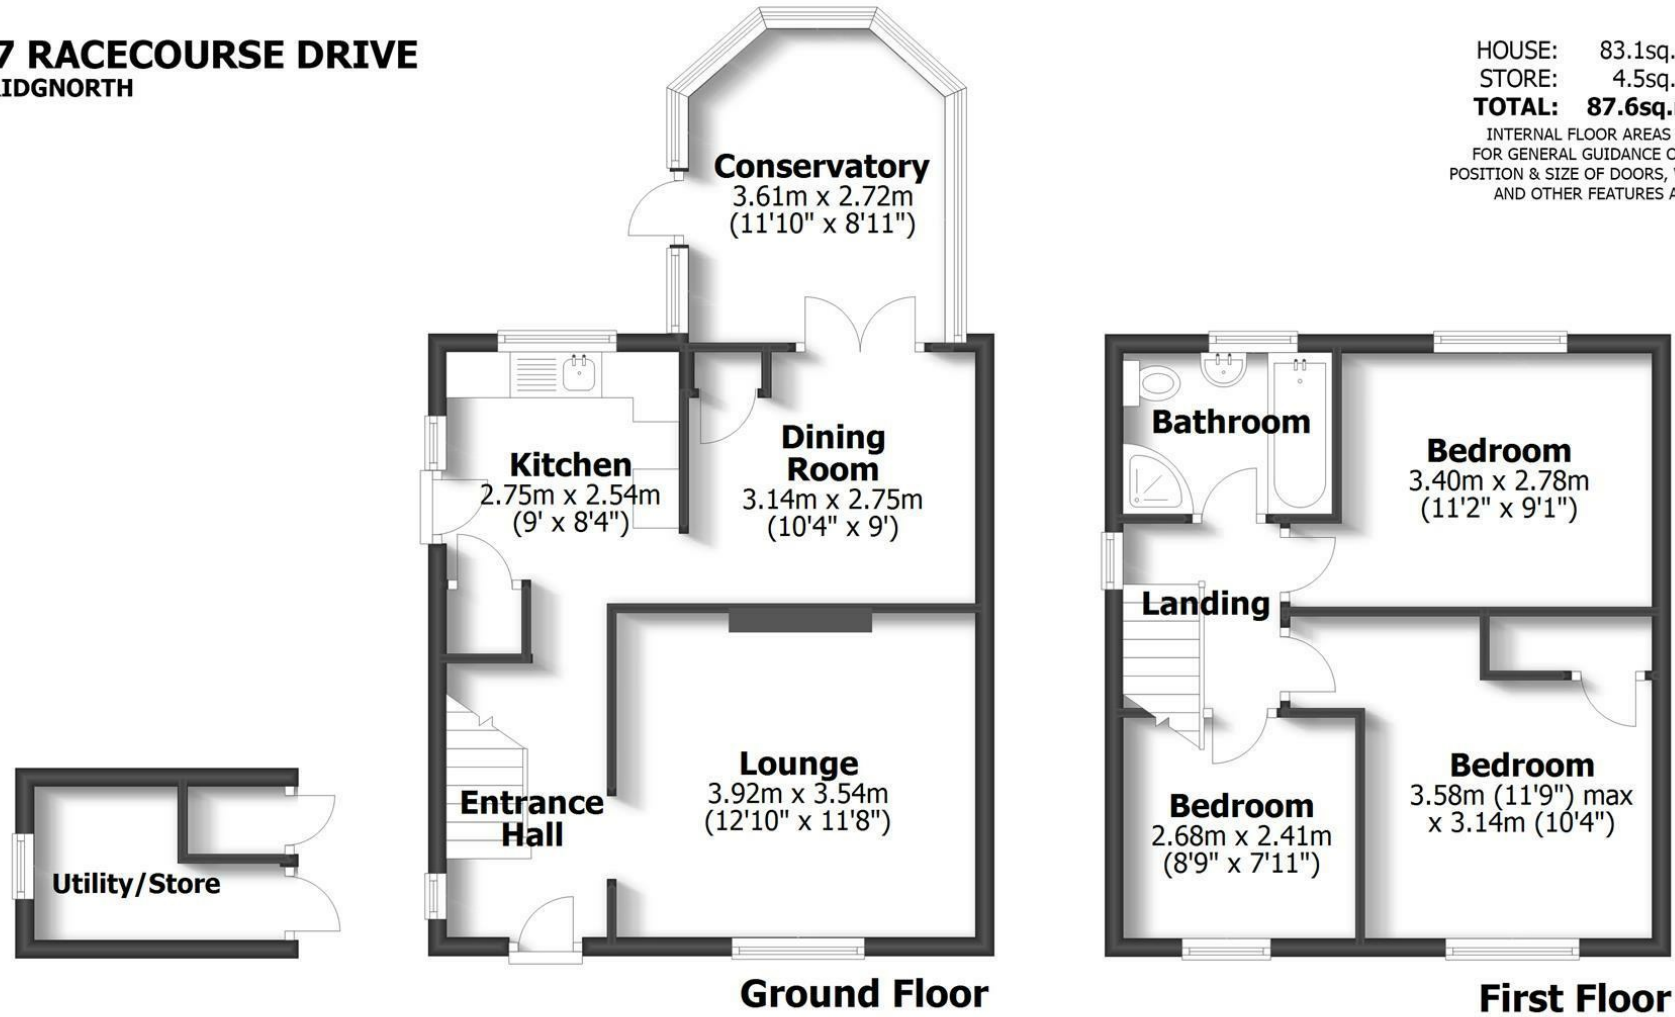 7 RACECOURSE DRIVE
IDGNORTH
HOUSE: 83.1sq.
STORE: 4.5sq.
TOTAL: 87.6sq.
INTERNAL FLOOR AREAS
FOR GENERAL GUIDANCE
POSITION & SIZE OF DOORS,
AND OTHER FEATURES
Conservatory
3.61m x 2.72m
(11'10" x 8'11")
Kitchen
2.75m x 2.54m
(9' x 8'4")
Dining
Room
3.14m x 2.75m
(10'4" x 9')
Lounge
3.92m x 3.54m
(12'10" x 11'8")
Entrance
Hall
Utility/Store
Ground Floor
Bathroom
Bedroom
3.40m x 2.78m
(11'2" x 9'1")
Landing
Bedroom
2.68m x 2.41m
(8'9" x 7'11")
Bedroom
3.58m (11'9") max
x 3.14m (10'4")
First Floor